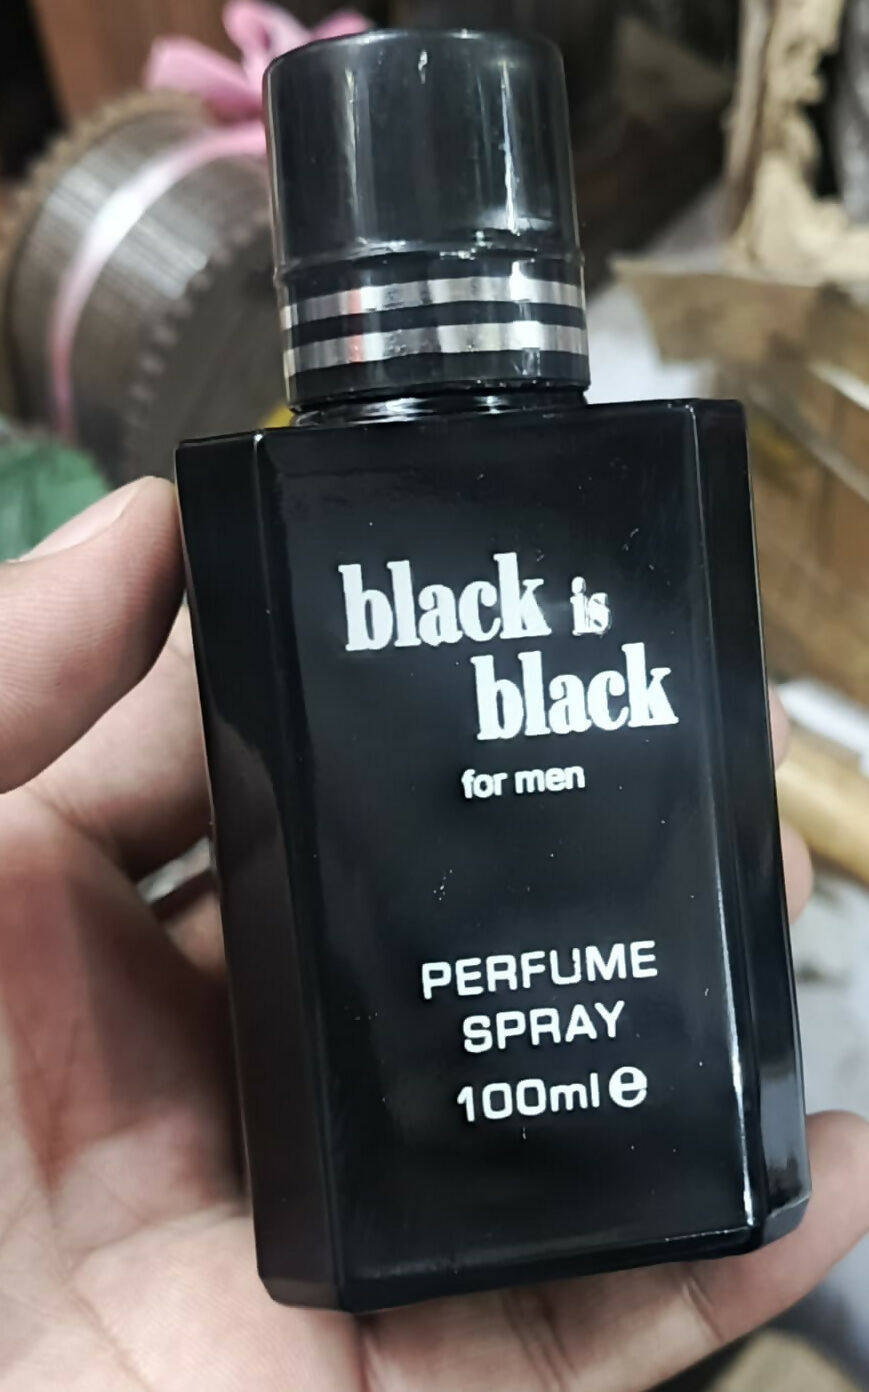 black is
black
for men
PERFUME
SPRAY
100ml e